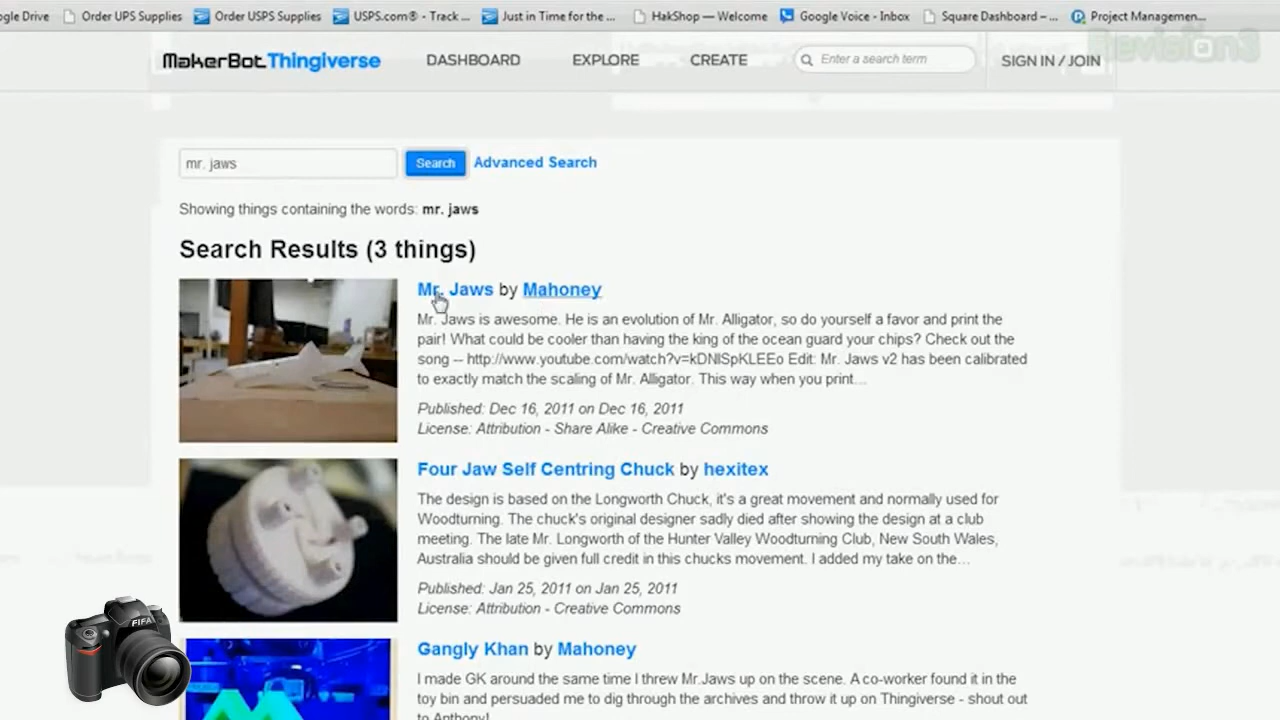 gle Drive
Order UPS Supplies
Order USPS Supplies
USPS.com® - Track ...
Just in Time for the ...
HakShop — Welcome
Google Voice - Inbox
Square Dashboard – ...
Project Managemen...
Revision3
MakerBot Thingiverse
DASHBOARD
EXPLORE
CREATE
Enter a search term
SIGN IN / JOIN
mr. jaws
Search
Advanced Search
Showing things containing the words: mr. jaws
Search Results (3 things)
Mr. Jaws by Mahoney
Mr. Jaws is awesome. He is an evolution of Mr. Alligator, so do yourself a favor and print the
pair! What could be cooler than having the king of the ocean guard your chips? Check out the
song -- http://www.youtube.com/watch?v=kDNlSpKLEEo Edit: Mr. Jaws v2 has been calibrated
to exactly match the scaling of Mr. Alligator. This way when you print...
Published: Dec 16, 2011 on Dec 16, 2011
License: Attribution - Share Alike - Creative Commons
Four Jaw Self Centring Chuck by hexitex
The design is based on the Longworth Chuck, it's a great movement and normally used for
Woodturning. The chuck's original designer sadly died after showing the design at a club
meeting. The late Mr. Longworth of the Hunter Valley Woodturning Club, New South Wales,
Australia should be given full credit in this chucks movement. I added my take on the...
Published: Jan 25, 2011 on Jan 25, 2011
License: Attribution - Creative Commons
FIFA
Gangly Khan by Mahoney
I made GK around the same time I threw Mr.Jaws up on the scene. A co-worker found it in the
toy bin and persuaded me to dig through the archives and throw it up on Thingiverse - shout out
to Anthony!